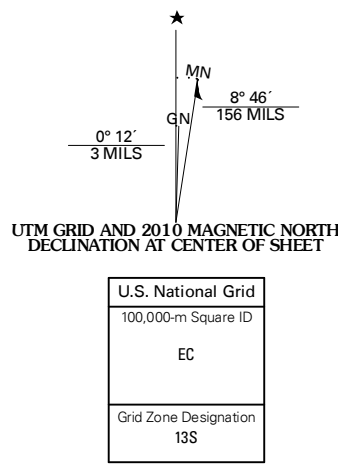 MN
8° 46´
156 MILS
GN
0° 12´
3 MILS
UTM GRID AND 2010 MAGNETIC NORTH
DECLINATION AT CENTER OF SHEET
U.S. National Grid
100,000-m Square ID
EC
Grid Zone Designation
13S